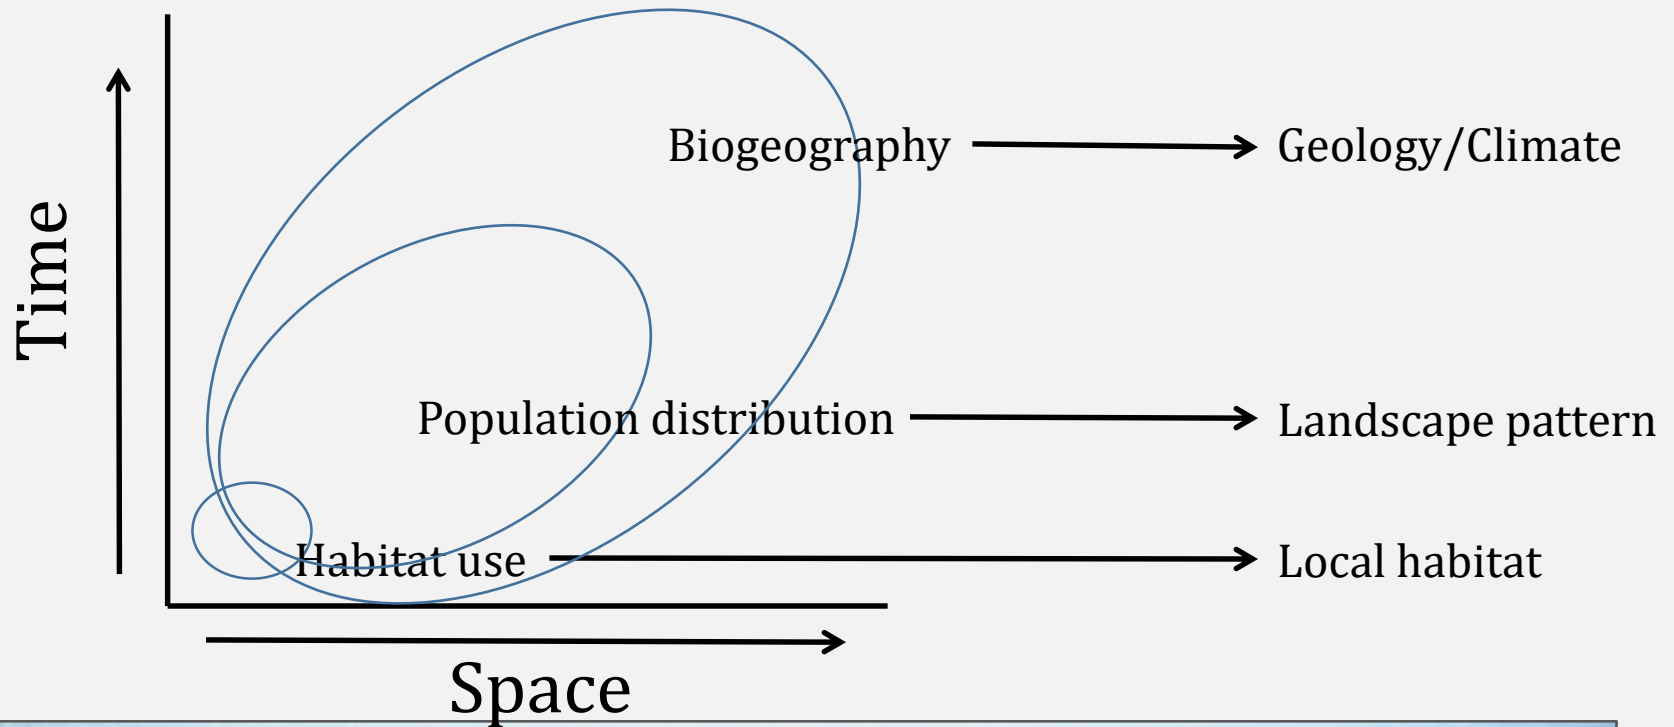 Time
Biogeography
Geology/Climate
Population distribution
Landscape pattern
Habitat use
Local habitat
Space